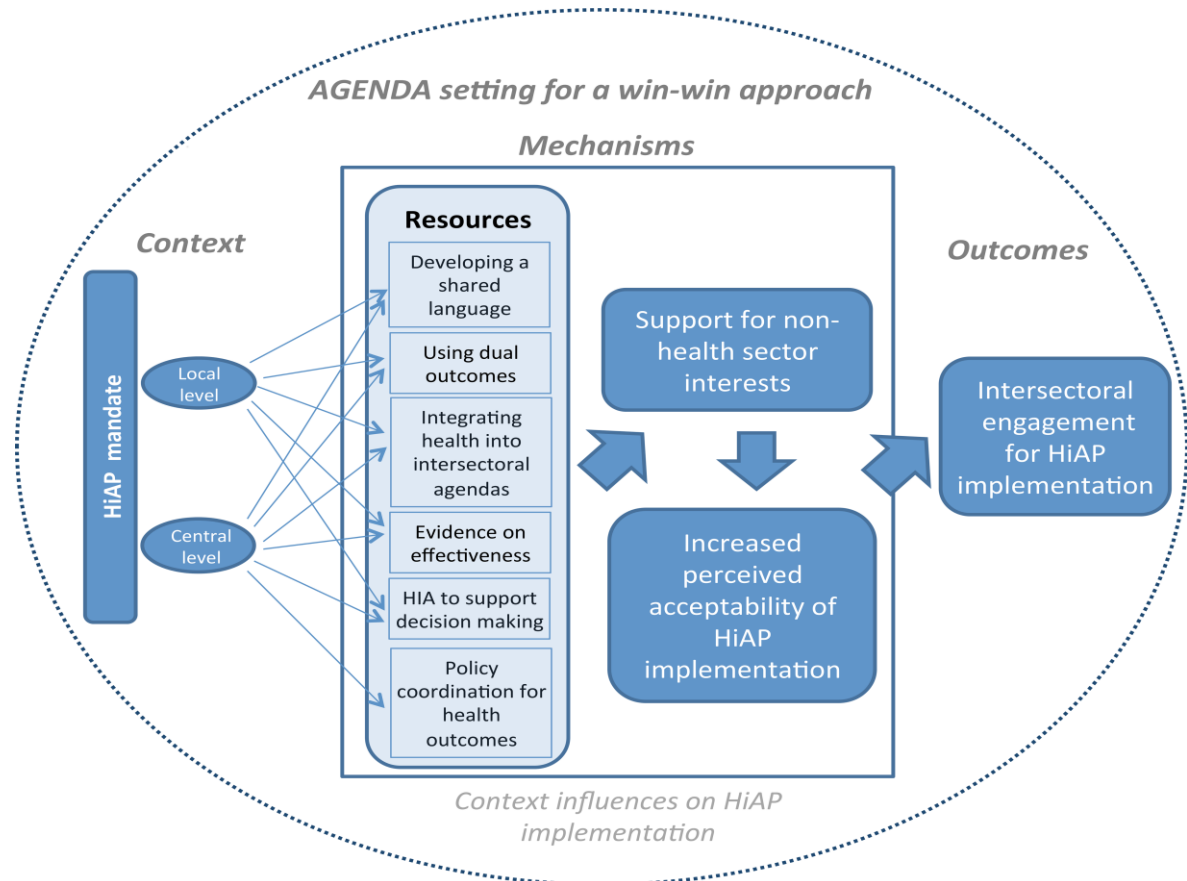 AGENDA setting for a win-win approach
Mechanisms
Context
HiAP mandate
Local
level
Central
level
Resources
Developing a
shared
language
Using dual
outcomes
Integrating
health into
intersectoral
agendas
Evidence on
effectiveness
HIA to support
decision making
Policy
coordination for
health
outcomes
Support for non-
health sector
interests
Increased
perceived
acceptability of
HiAP
implementation
Outcomes
Intersectoral
engagement
for HiAP
implementation
Context influences on HiAP
implementation